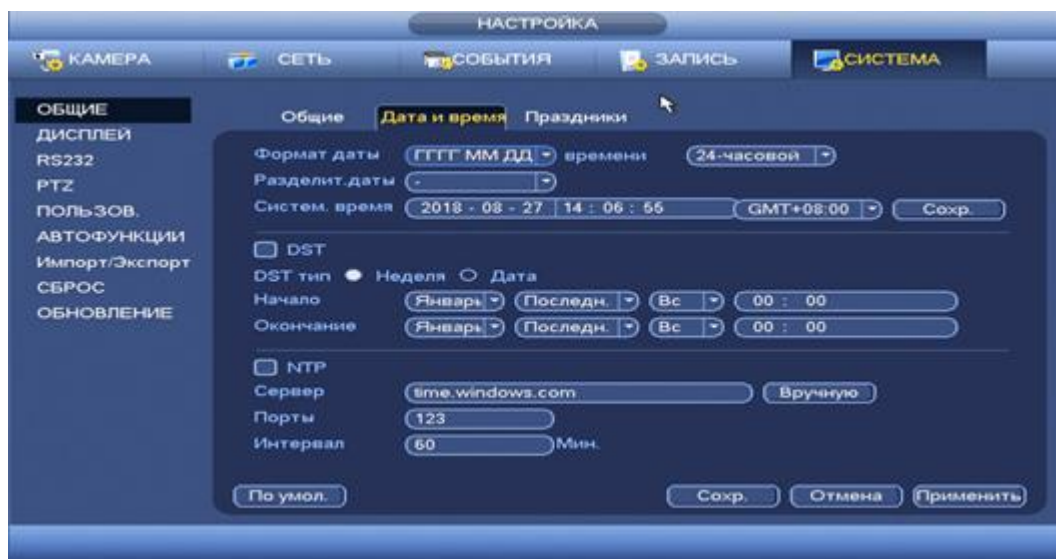 НАСТРОЙКА
КАМЕРА СЕТЬ СОБЫТИЯ ЗАПИСЬ СИСТЕМА
ОБЩИЕ
ДИСПЛЕЙ
RS232
PTZ
ПОЛЬЗОВ.
АВТОФУНКЦИИ
Импорт/Экспорт
СБРОС
ОБНОВЛЕНИЕ
Общие Дата и время Праздники
Формат даты ГГГГ ММ ДД времени 24-часовой
Разделит.даты -
Систем. время 2018 - 08 - 27 14 : 06 : 55 GMT+08:00 Сохр.
DST
DST тип Неделя Дата
Начало Январь Последн. Вс 00 : 00
Окончание Январь Последн. Вс 00 : 00
NTP
Сервер time.windows.com Вручную
Порты 123
Интервал 60 Мин.
По умол. Сохр. Отмена Применить